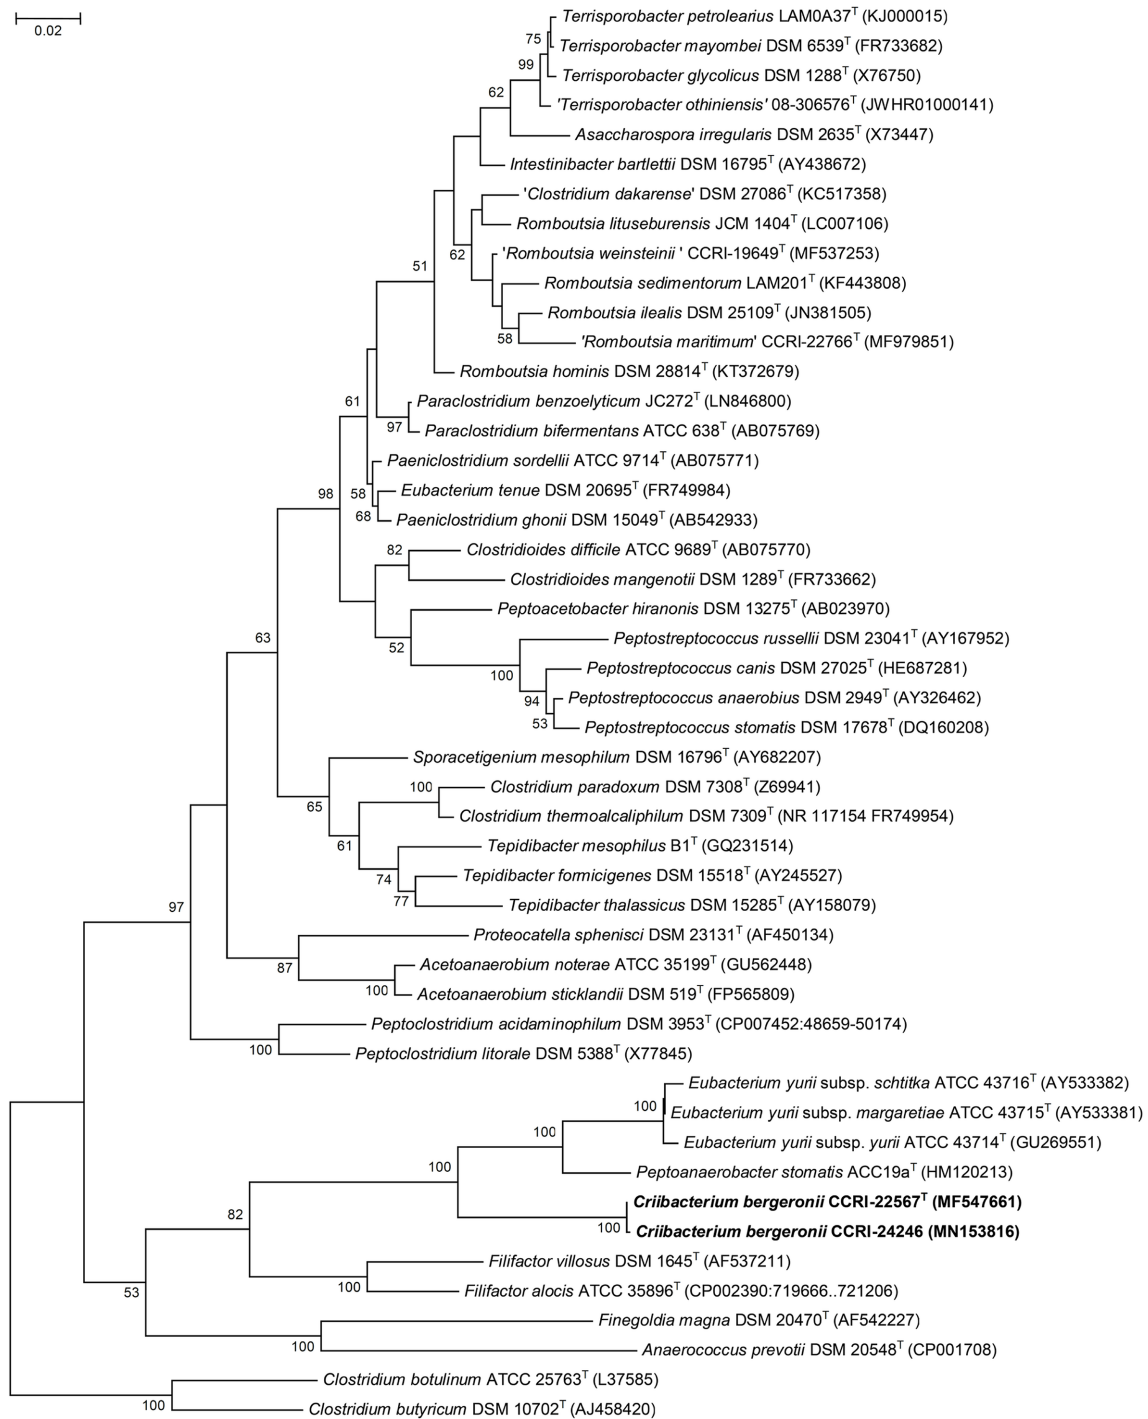 0.02
Terrisporobacter petrolearius LAM0A37T (KJ000015)
75
Terrisporobacter mayombei DSM 6539T (FR733682)
99
Terrisporobacter glycolicus DSM 1288T (X76750)
62
'Terrisporobacter othiniensis' 08-306576T (JWHR01000141)
Asaccharospora irregularis DSM 2635T (X73447)
Intestinibacter bartlettii DSM 16795T (AY438672)
'Clostridium dakarense' DSM 27086T (KC517358)
Romboutsia lituseburensis JCM 1404T (LC007106)
62
'Romboutsia weinsteinii ' CCRI-19649T (MF537253)
51
Romboutsia sedimentorum LAM201T (KF443808)
Romboutsia ilealis DSM 25109T (JN381505)
58
'Romboutsia maritimum' CCRI-22766T (MF979851)
Romboutsia hominis DSM 28814T (KT372679)
61
Paraclostridium benzoelyticum JC272T (LN846800)
97
Paraclostridium bifermentans ATCC 638T (AB075769)
Paeniclostridium sordellii ATCC 9714T (AB075771)
98
58
Eubacterium tenue DSM 20695T (FR749984)
68
Paeniclostridium ghonii DSM 15049T (AB542933)
82
Clostridioides difficile ATCC 9689T (AB075770)
Clostridioides mangenotii DSM 1289T (FR733662)
Peptoacetobacter hiranonis DSM 13275T (AB023970)
63
52
Peptostreptococcus russellii DSM 23041T (AY167952)
100
Peptostreptococcus canis DSM 27025T (HE687281)
94
Peptostreptococcus anaerobius DSM 2949T (AY326462)
53
Peptostreptococcus stomatis DSM 17678T (DQ160208)
Sporacetigenium mesophilum DSM 16796T (AY682207)
100
Clostridium paradoxum DSM 7308T (Z69941)
65
Clostridium thermoalcaliphilum DSM 7309T (NR 117154 FR749954)
61
Tepidibacter mesophilus B1T (GQ231514)
74
Tepidibacter formicigenes DSM 15518T (AY245527)
77
Tepidibacter thalassicus DSM 15285T (AY158079)
97
Proteocatella sphenisci DSM 23131T (AF450134)
87
Acetoanaerobium noterae ATCC 35199T (GU562448)
100
Acetoanaerobium sticklandii DSM 519T (FP565809)
Peptoclostridium acidaminophilum DSM 3953T (CP007452:48659-50174)
100
Peptoclostridium litorale DSM 5388T (X77845)
Eubacterium yurii subsp. schtitka ATCC 43716T (AY533382)
100
Eubacterium yurii subsp. margaretiae ATCC 43715T (AY533381)
100
Eubacterium yurii subsp. yurii ATCC 43714T (GU269551)
100
Peptoanaerobacter stomatis ACC19aT (HM120213)
Criibacterium bergeronii CCRI-22567T (MF547661)
82
100
Criibacterium bergeronii CCRI-24246 (MN153816)
Filifactor villosus DSM 1645T (AF537211)
100
Filifactor alocis ATCC 35896T (CP002390:719666..721206)
53
Finegoldia magna DSM 20470T (AF542227)
100
Anaerococcus prevotii DSM 20548T (CP001708)
Clostridium botulinum ATCC 25763T (L37585)
100
Clostridium butyricum DSM 10702T (AJ458420)